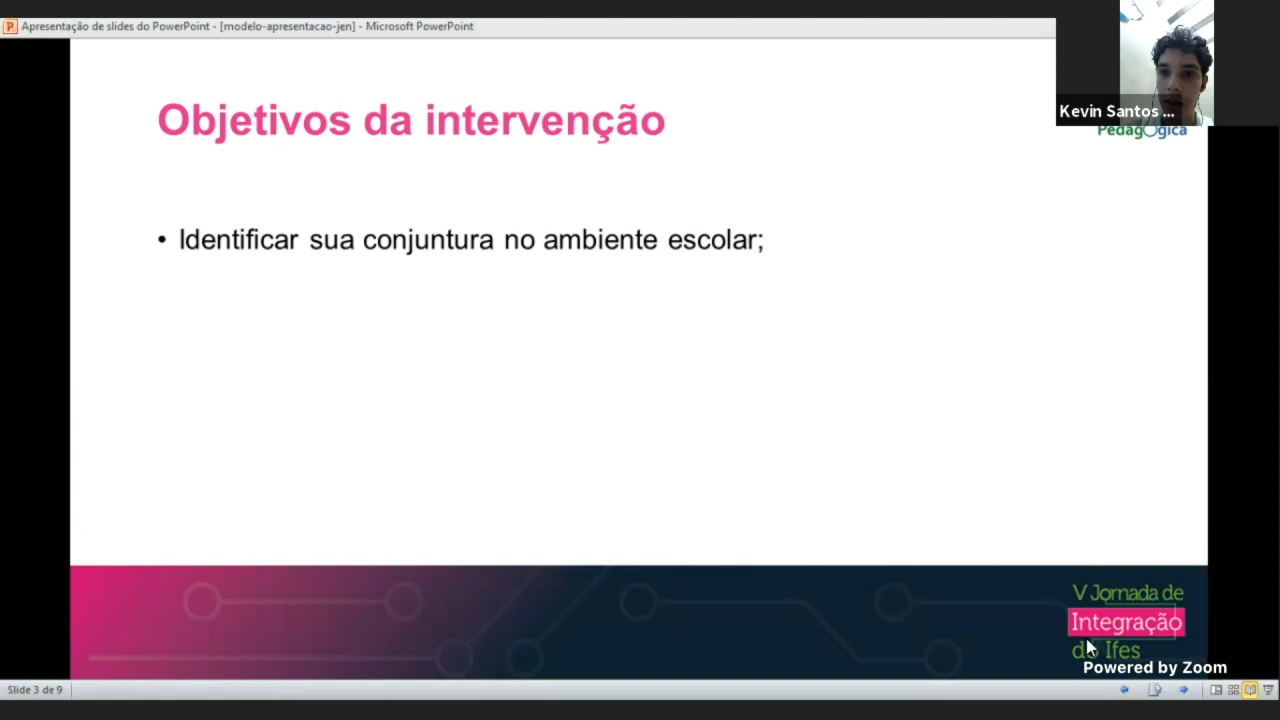 Apresentação de slides do PowerPoint - [modelo-apresentacao-jen] - Microsoft PowerPoint
Kevin Santos ...
Pedagógica
Objetivos da intervenção
• Identificar sua conjuntura no ambiente escolar;
V Jornada de
Integração
do Ifes
Powered by Zoom
Slide 3 de 9